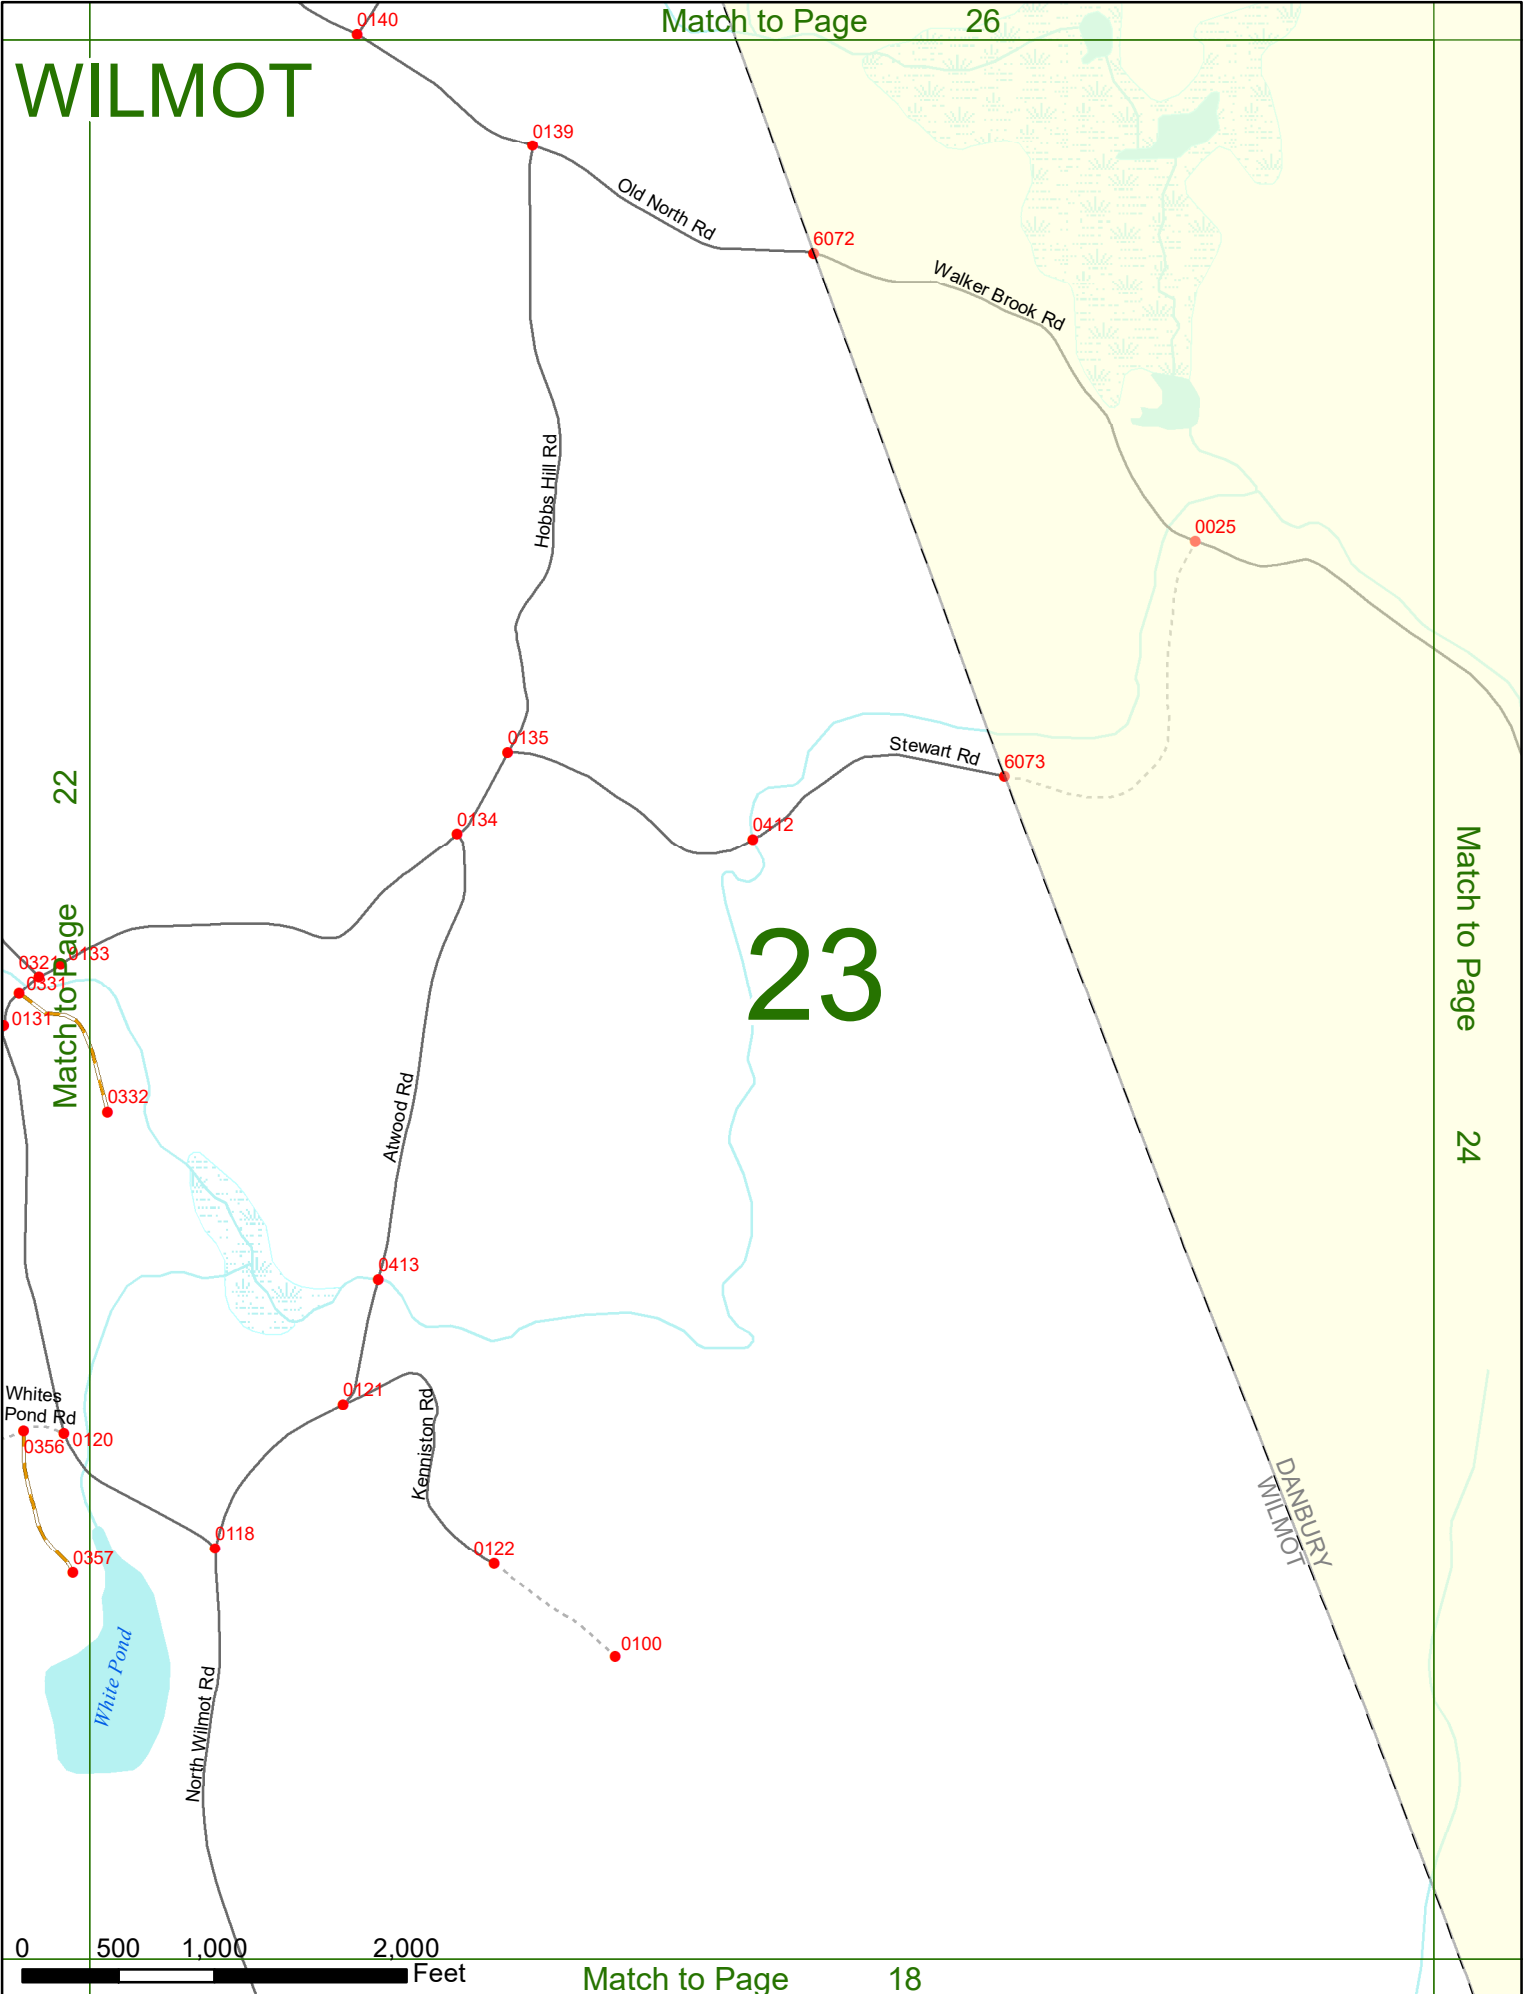 0140
Match to Page 26
WILMOT
0139
Old North Rd
6072
Walker Brook Rd
Hobbs Hill Rd
0025
0135
Stewart Rd
6073
0134
0412
Match to Page 22
Match to Page 24
23
0133
0321
0331
0131
0332
Atwood Rd
0413
Whites
Pond Rd
0120
0356
0121
Kenniston Rd
DANBURY
WILMOT
0118
0122
0357
0100
White Pond
North Wilmot Rd
0 500 1,000 2,000
Feet
Match to Page 18